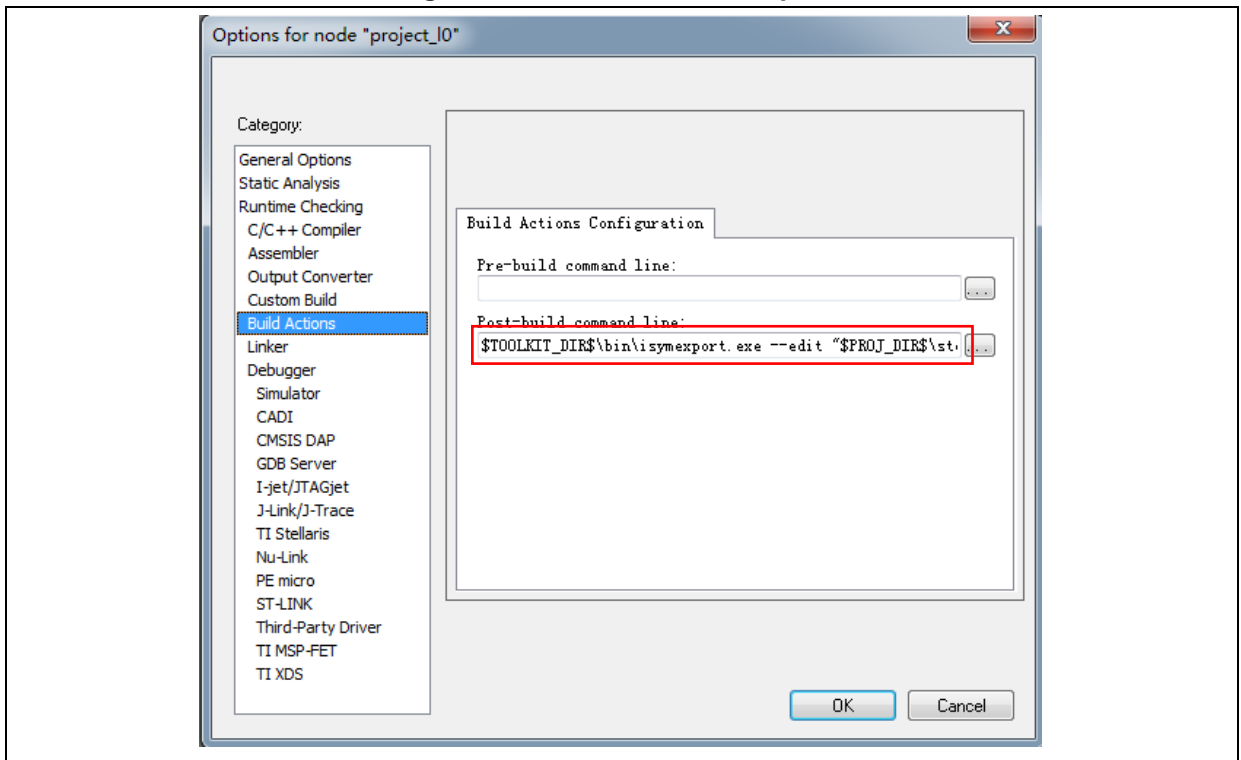 Options for node "project_l0"
Category:
General Options
Static Analysis
Runtime Checking
C/C++ Compiler
Assembler
Output Converter
Custom Build
Build Actions
Linker
Debugger
Simulator
CADI
CMSIS DAP
GDB Server
I-jet/JTAGjet
J-Link/J-Trace
TI Stellaris
Nu-Link
PE micro
ST-LINK
Third-Party Driver
TI MSP-FET
TI XDS
Build Actions Configuration
Pre-build command line:
...
Post-build command line:
$TOOLKIT_DIR$\bin\isymexport.exe --edit “$PROJ_DIR$\st
...
OK
Cancel